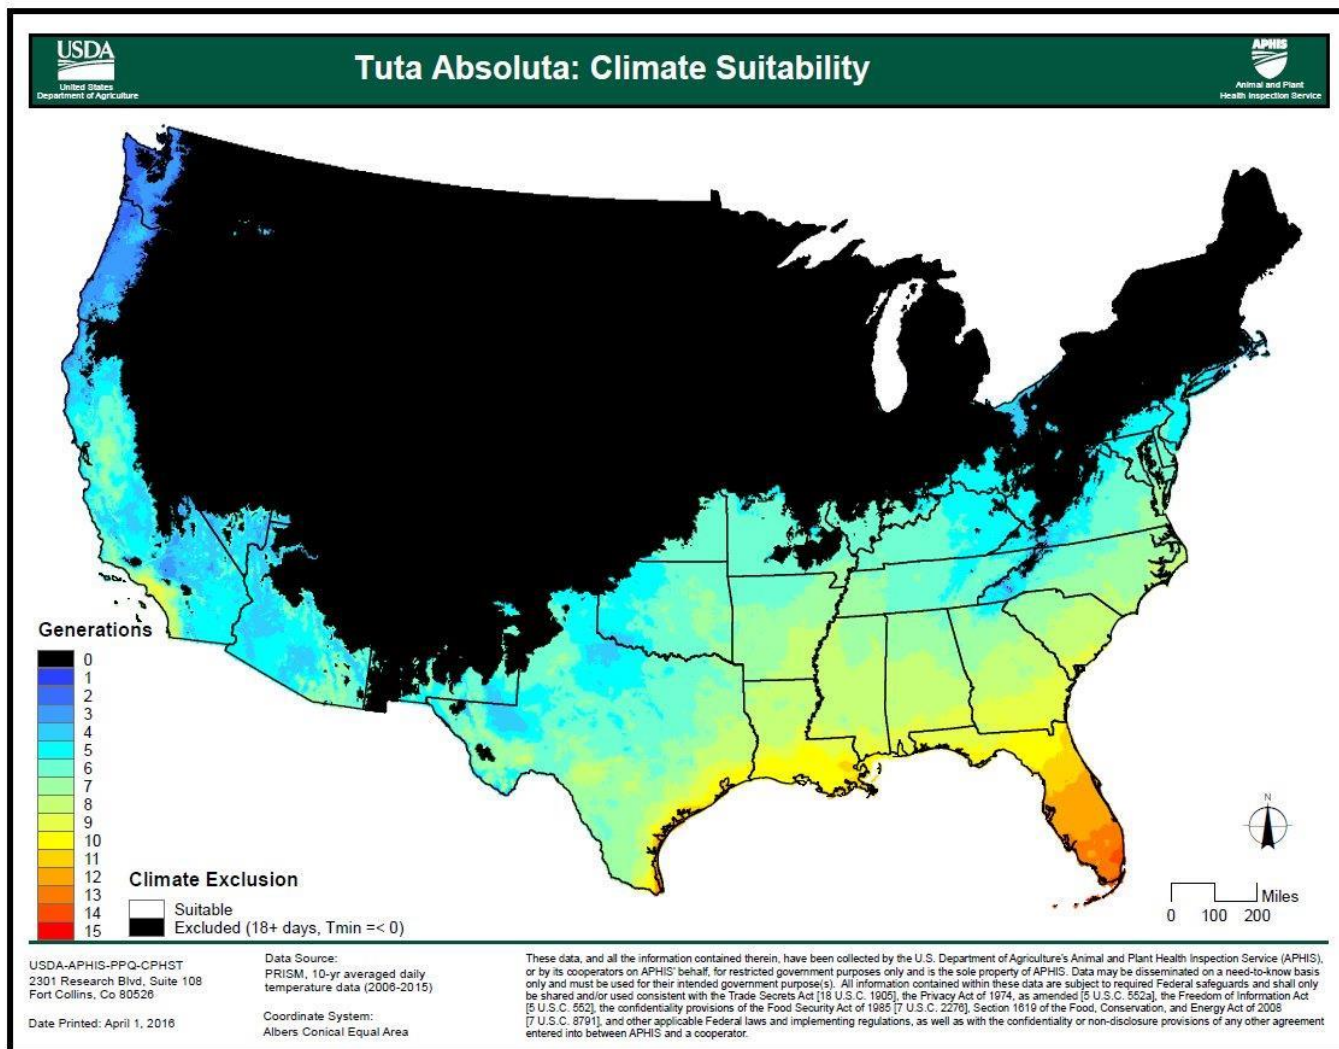 USDA
United States
Department of Agriculture
Tuta Absoluta: Climate Suitability
APHIS
Animal and Plant
Health Inspection Service
Generations
0
1
2
3
4
5
6
7
8
9
10
11
12
13
14
15
Climate Exclusion
Suitable
Excluded (18+ days, Tmin =< 0)
N
Miles
0 100 200
USDA-APHIS-PPQ-CPHST
2301 Research Blvd, Suite 108
Fort Collins, Co 80526
Date Printed: April 1, 2016
Data Source:
PRISM, 10-yr averaged daily
temperature data (2006-2015)
Coordinate System:
Albers Conical Equal Area
These data, and all the information contained therein, have been collected by the U.S. Department of Agriculture's Animal and Plant Health Inspection Service (APHIS),
or by its cooperators on APHIS' behalf, for restricted government purposes only and is the sole property of APHIS. Data may be disseminated on a need-to-know basis
only and must be used for their intended government purpose(s). All information contained within these data are subject to required Federal safeguards and shall only
be shared and/or used consistent with the Trade Secrets Act [18 U.S.C. 1905], the Privacy Act of 1974, as amended [5 U.S.C. 552a], the Freedom of Information Act
[5 U.S.C. 552], the confidentiality provisions of the Food Security Act of 1985 [7 U.S.C. 2276], Section 1619 of the Food, Conservation, and Energy Act of 2008
[7 U.S.C. 8791], and other applicable Federal laws and implementing regulations, as well as with the confidentiality or non-disclosure provisions of any other agreement
entered into between APHIS and a cooperator.